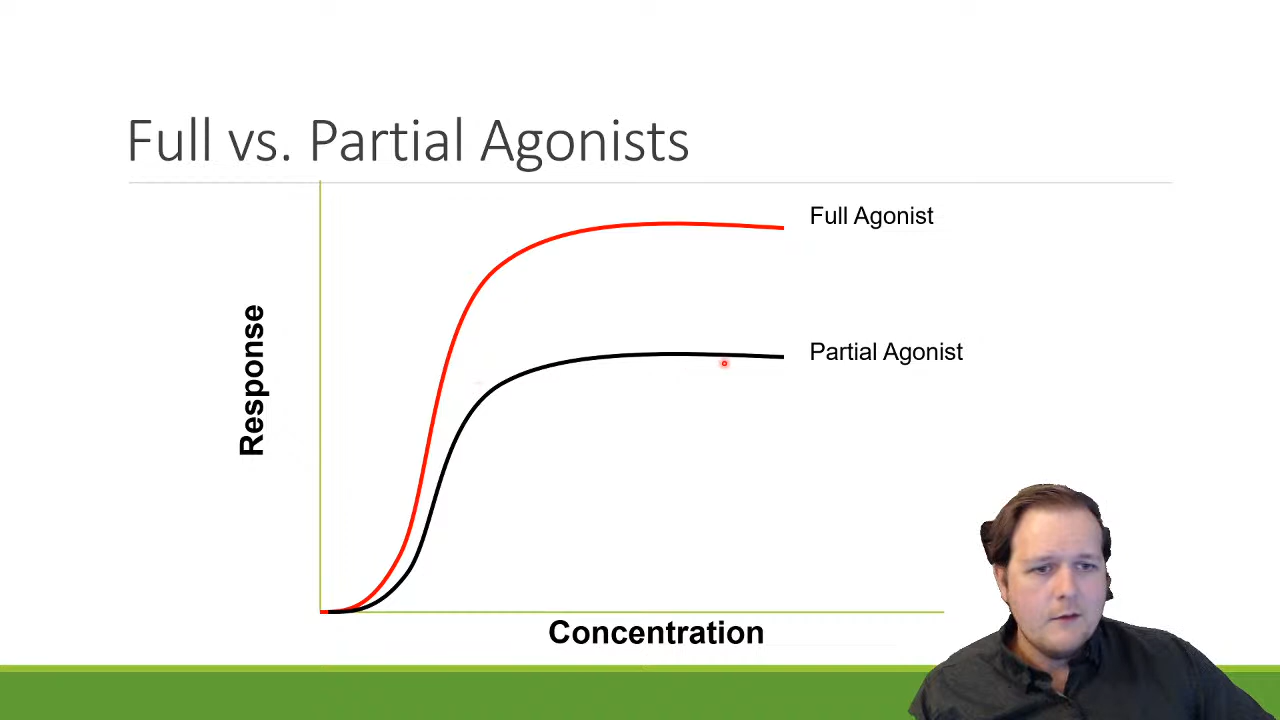 Full vs. Partial Agonists
Full Agonist
Response
Partial Agonist
Concentration